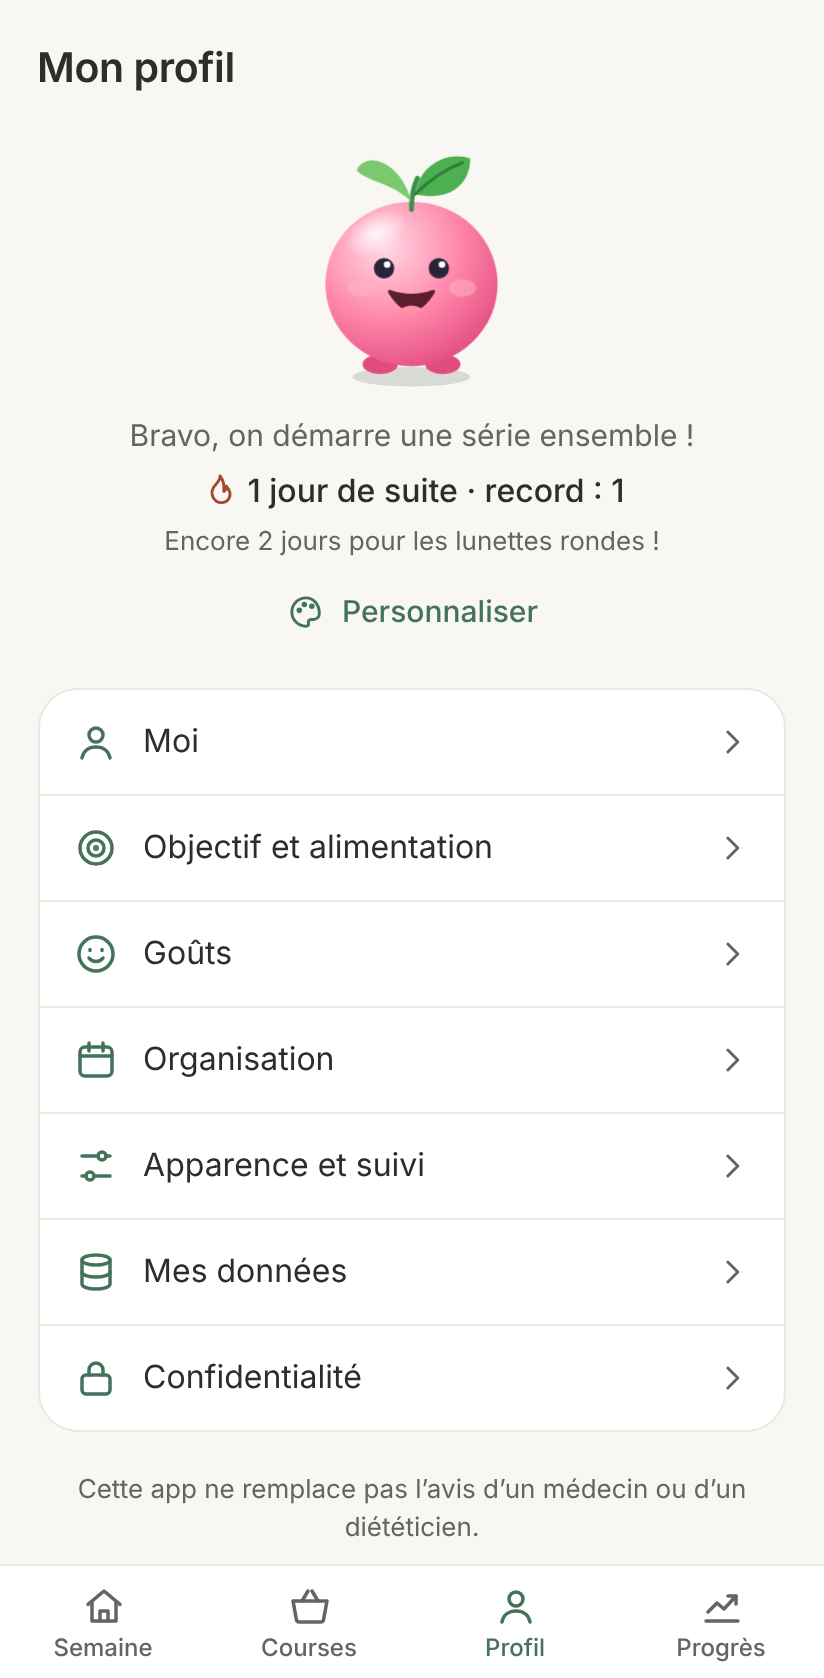 Mon profil
Bravo, on démarre une série ensemble !
1 jour de suite · record : 1
Encore 2 jours pour les lunettes rondes !
Personnaliser
Moi
Objectif et alimentation
Goûts
Organisation
Apparence et suivi
Mes données
Confidentialité
Cette app ne remplace pas l’avis d’un médecin ou d’un
diététicien.
Semaine
Courses
Profil
Progrès